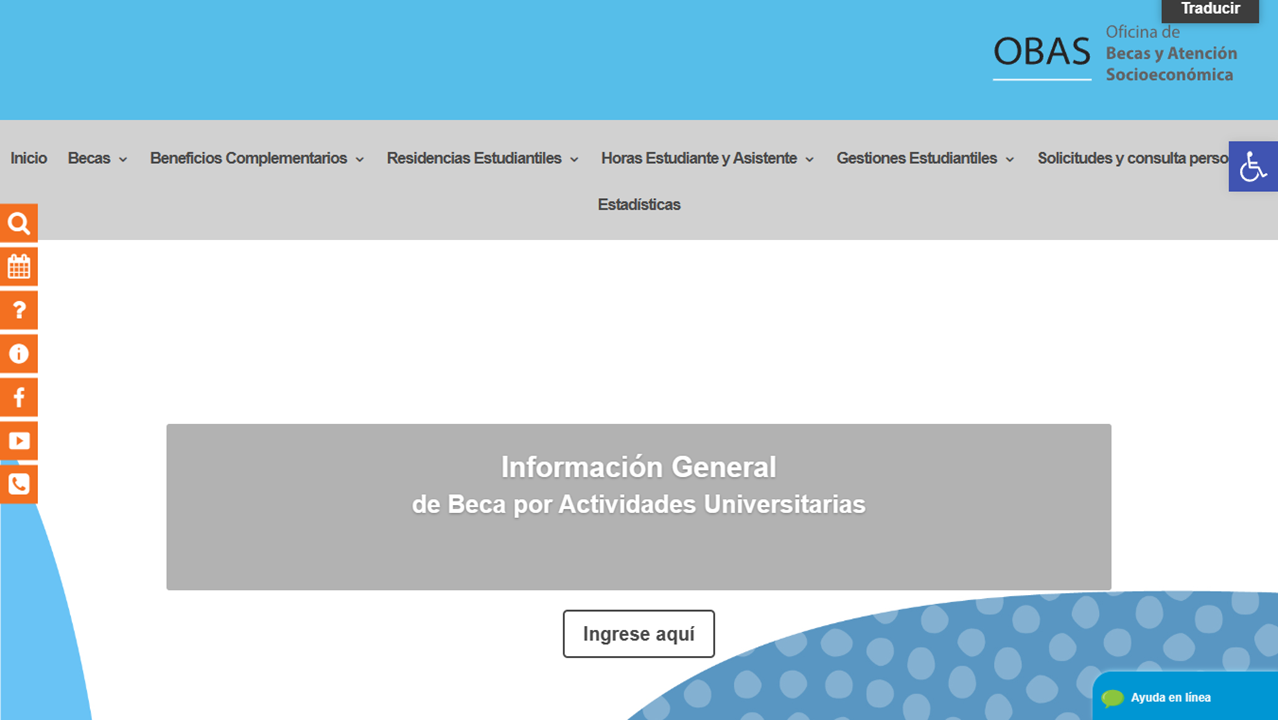 Traducir
OBAS
Oficina de
Becas y Atención
Socioeconómica
Inicio
Becas
Beneficios Complementarios
Residencias Estudiantiles
Horas Estudiante y Asistente
Gestiones Estudiantiles
Solicitudes y consulta perso
Estadísticas
Información General
de Beca por Actividades Universitarias
Ingrese aquí
Ayuda en línea